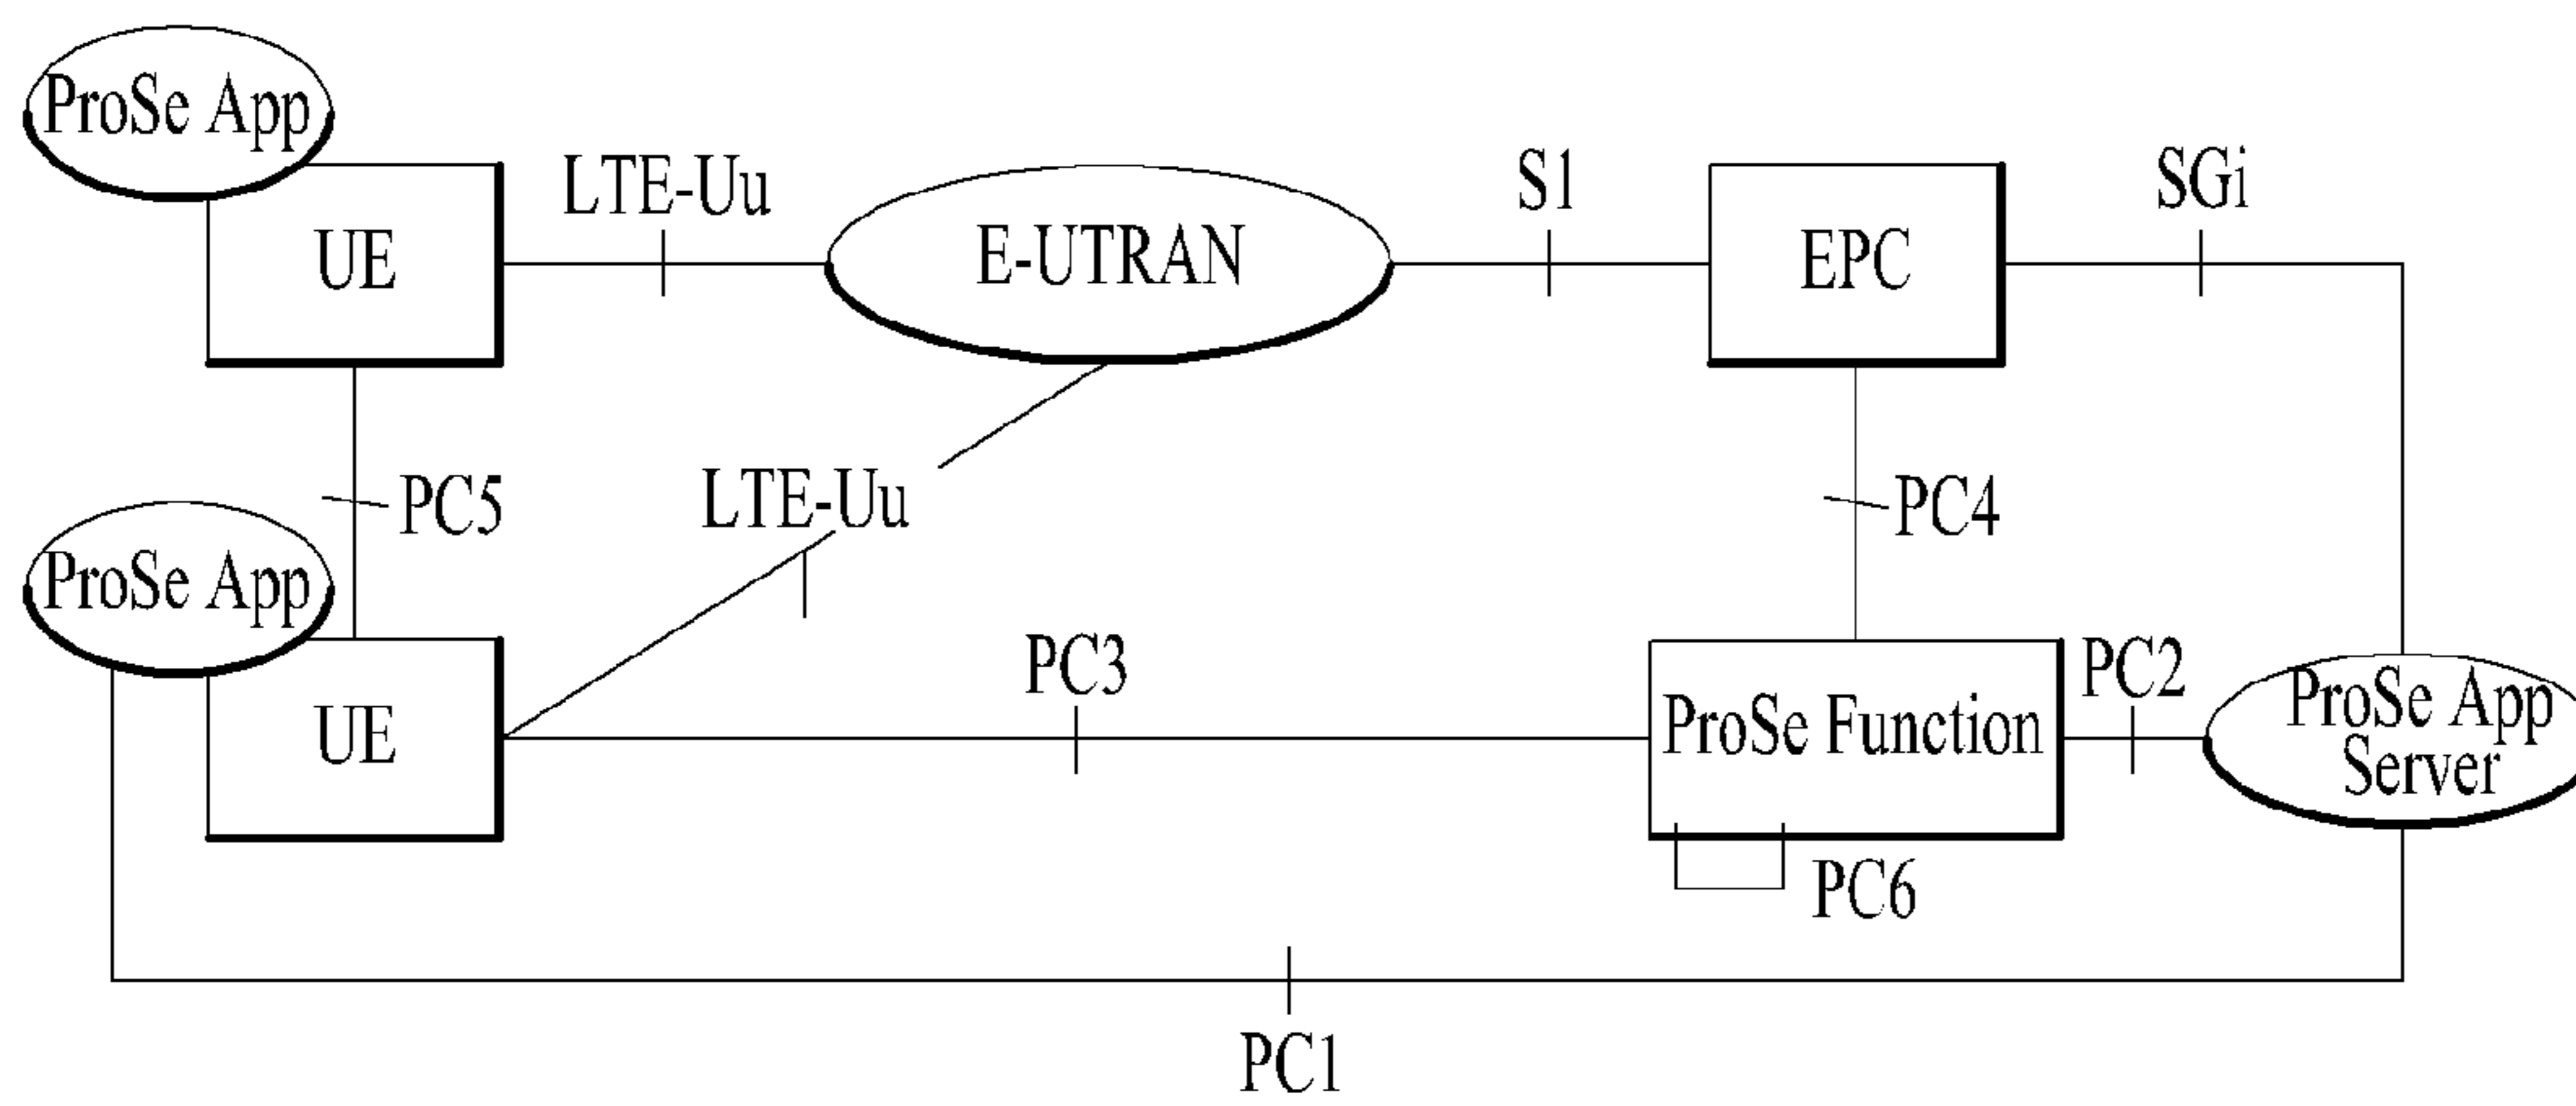 ProSe App
LTE-Uu
S1
SGi
UE
E-UTRAN
EPC
LTE-Uu
PC5
PC4
ProSe App
PC3
PC2
UE
ProSe Function
ProSe App
Server
PC6
PC1